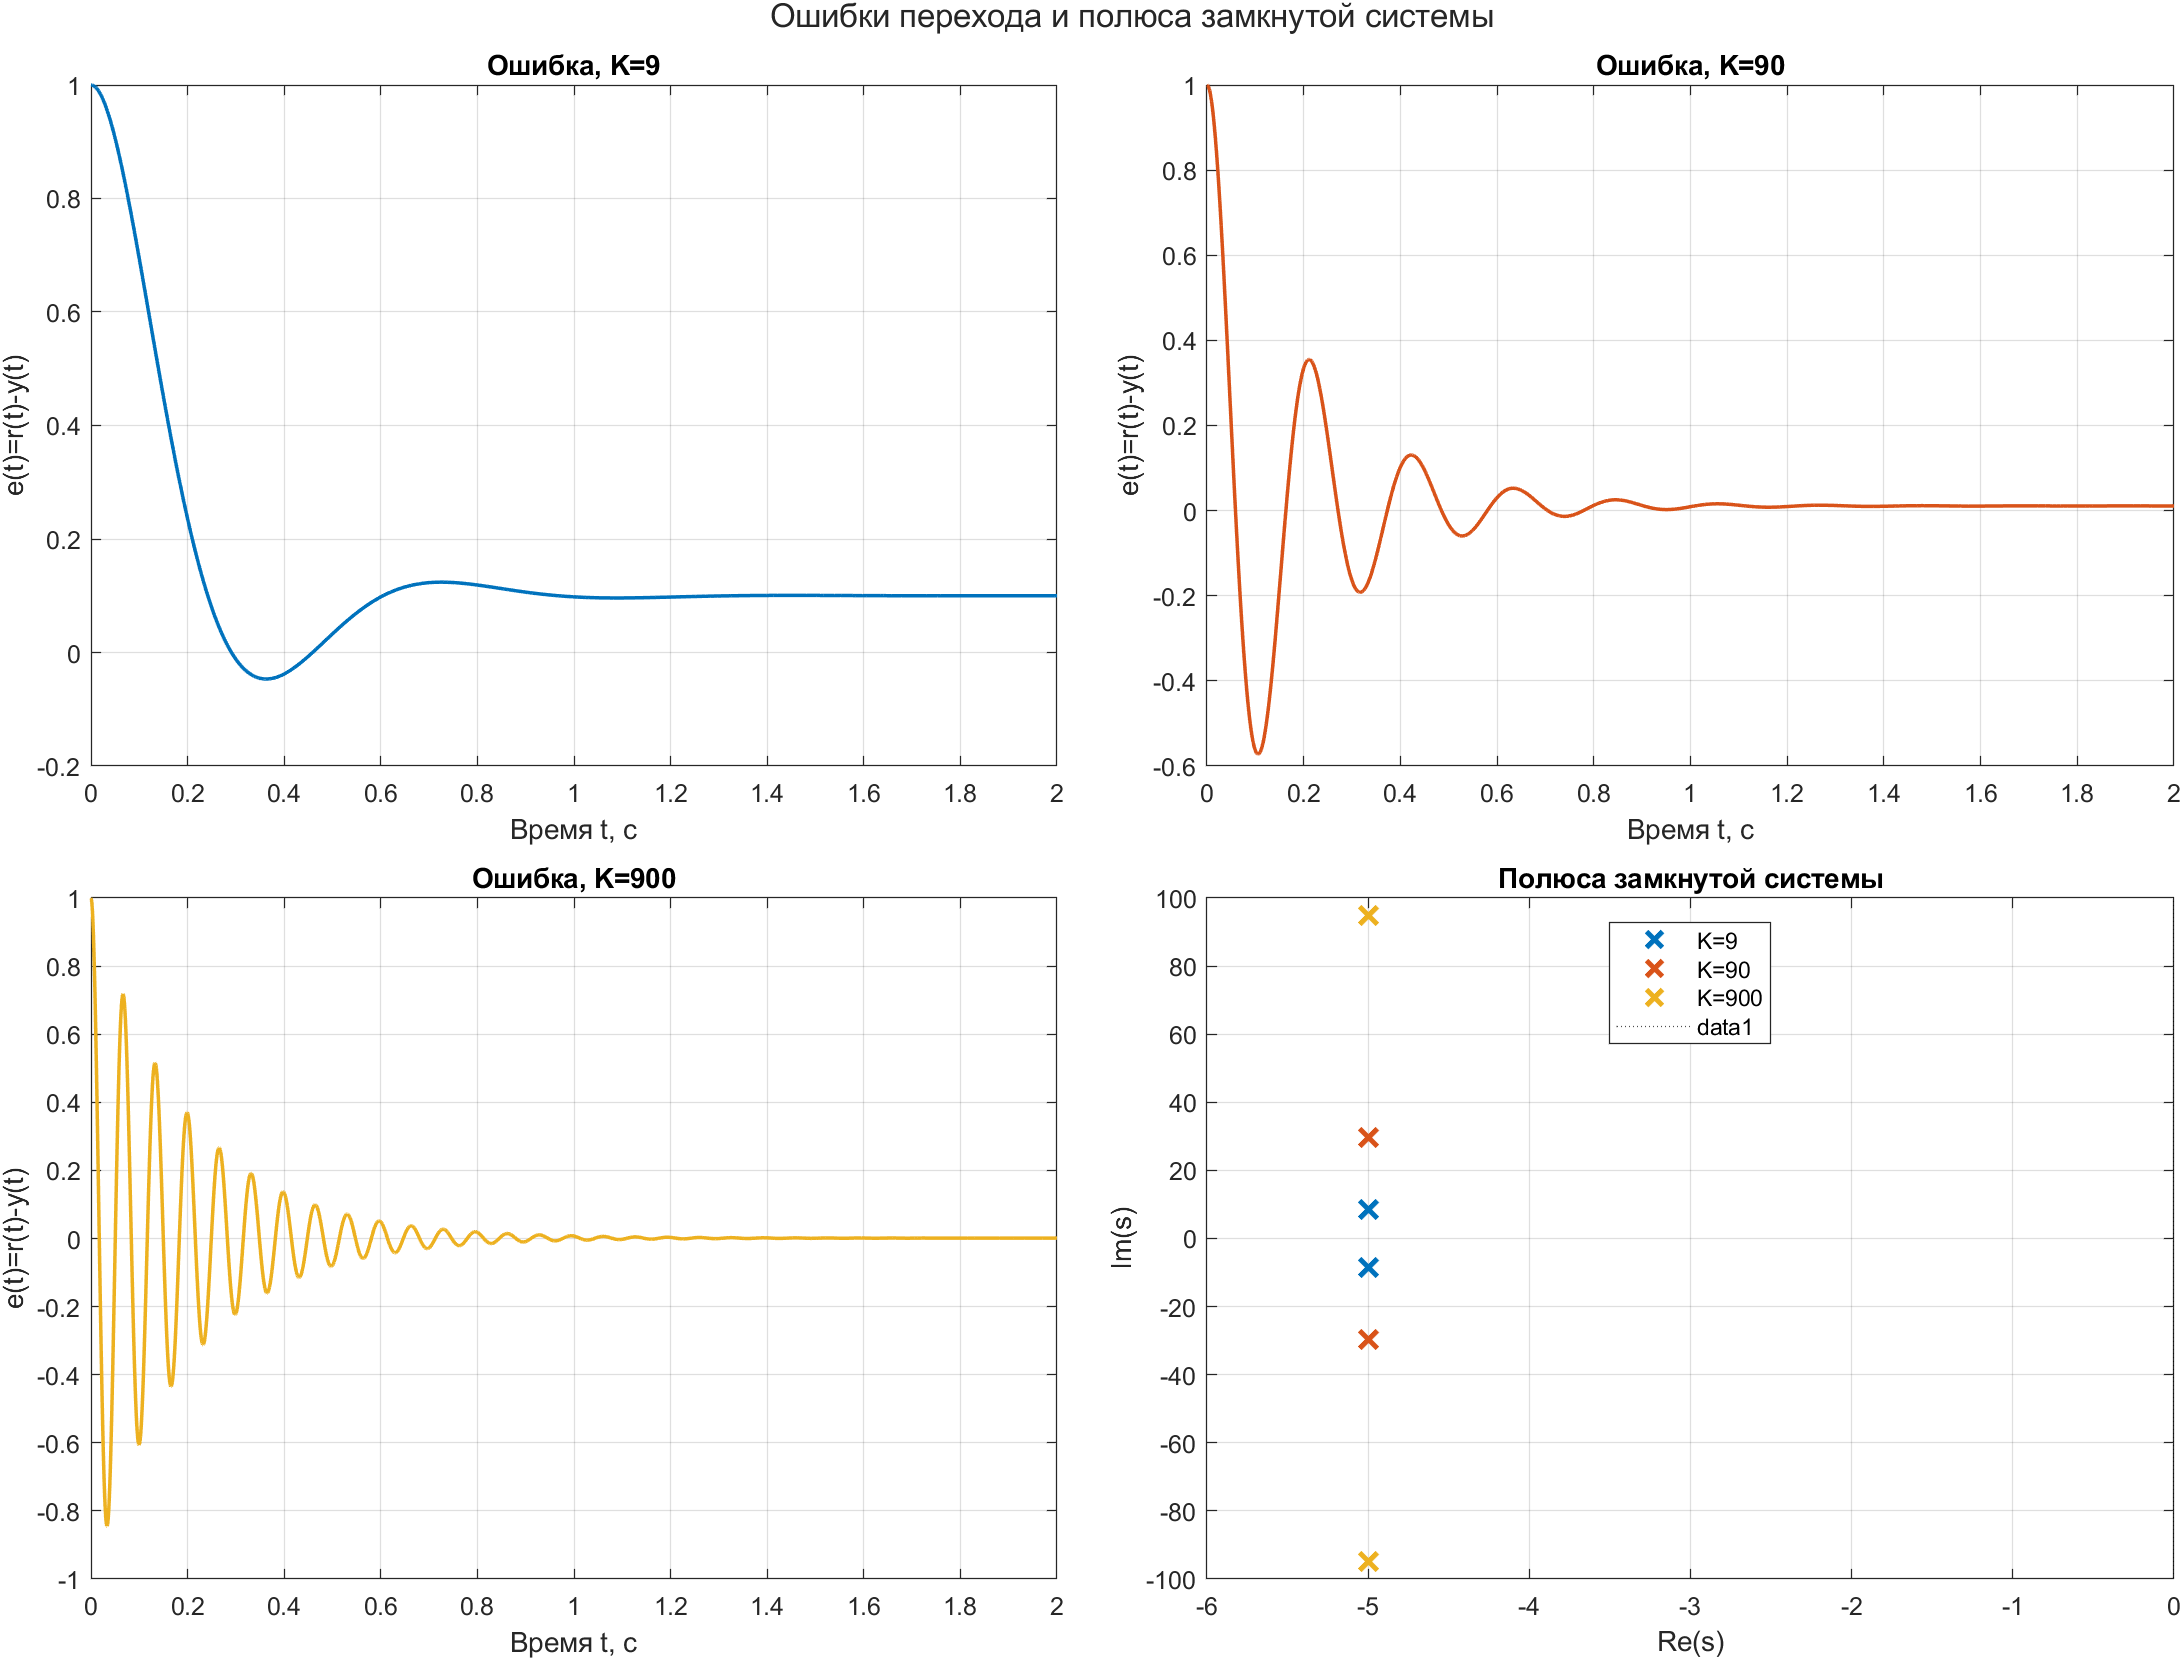 Ошибки перехода и полюса замкнутой системы
Ошибка, K=9
1
0.8
0.6
0.4
0.2
0
-0.2
e(t)=r(t)-y(t)
0 0.2 0.4 0.6 0.8 1 1.2 1.4 1.6 1.8 2
Время t, с
Ошибка, K=90
1
0.8
0.6
0.4
0.2
0
-0.2
-0.4
-0.6
e(t)=r(t)-y(t)
0 0.2 0.4 0.6 0.8 1 1.2 1.4 1.6 1.8 2
Время t, с
Ошибка, K=900
1
0.8
0.6
0.4
0.2
0
-0.2
-0.4
-0.6
-0.8
-1
e(t)=r(t)-y(t)
0 0.2 0.4 0.6 0.8 1 1.2 1.4 1.6 1.8 2
Время t, с
Полюса замкнутой системы
100
80
60
40
20
0
-20
-40
-60
-80
-100
Im(s)
K=9
K=90
K=900
data1
-6 -5 -4 -3 -2 -1 0
Re(s)